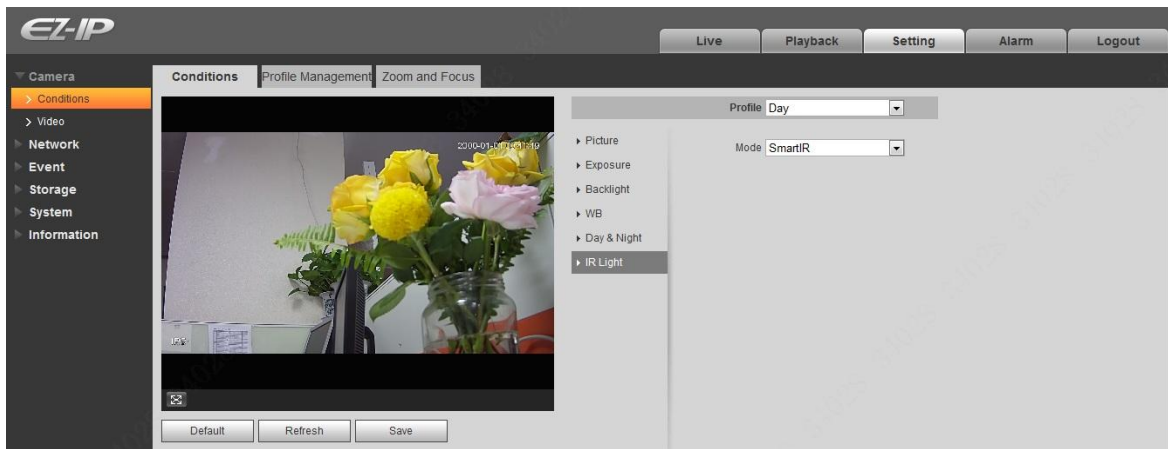 EZ-IP
Live Playback Setting Alarm Logout
Camera
Conditions
Video
Network
Event
Storage
System
Information
Conditions Profile Management Zoom and Focus
IPC
Default Refresh Save
Profile Day
Picture
Exposure
Backlight
WB
Day & Night
IR Light
Mode SmartIR